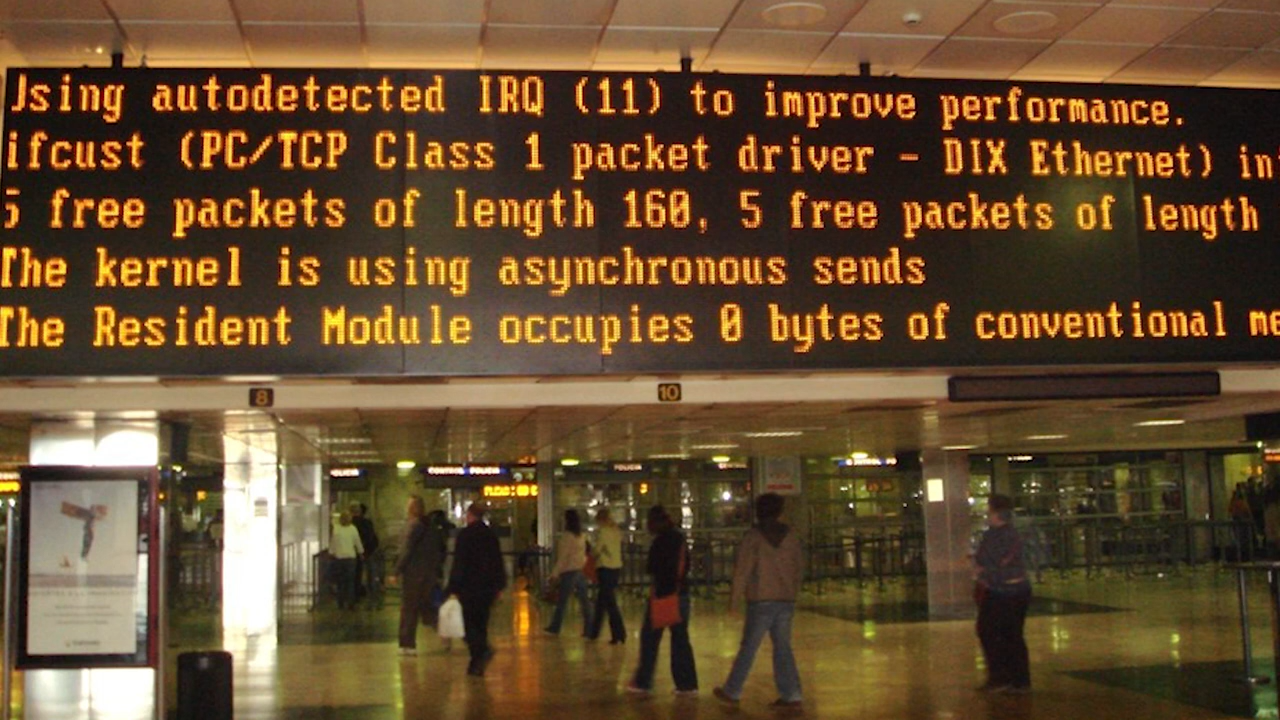 Using autodetected IRQ (11) to improve performance.
ifcust (PC/TCP Class 1 packet driver - DIX Ethernet) in
5 free packets of length 160, 5 free packets of length
The kernel is using asynchronous sends
The Resident Module occupies 0 bytes of conventional me
8
10